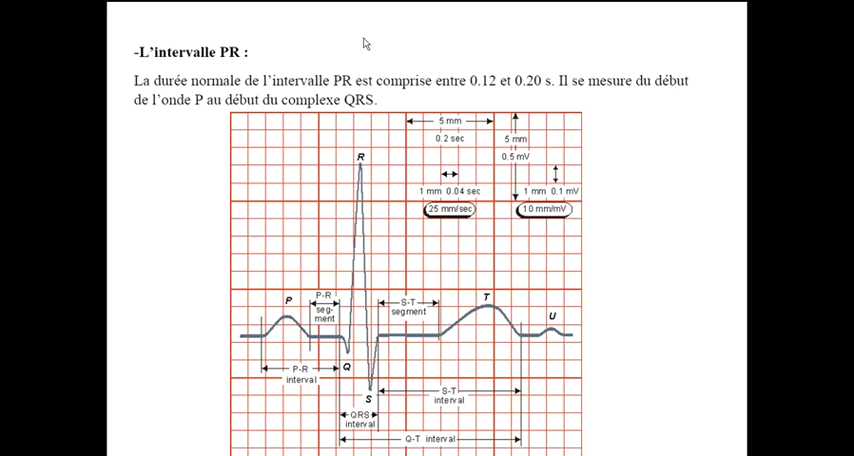 -L’intervalle PR :
La durée normale de l’intervalle PR est comprise entre 0.12 et 0.20 s. Il se mesure du début
de l’onde P au début du complexe QRS.
5 mm
0.2 sec
5 mm
0.5 mV
R
1 mm 0.04 sec
1 mm 0.1 mV
25 mm/sec
10 mm/mV
P
P-R
seg-
ment
S-T
segment
T
U
P-R
interval
Q
S
S-T
interval
QRS
interval
Q-T interval